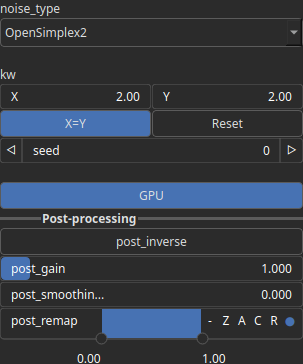 noise_type
OpenSimplex2
kw
X 2.00 Y 2.00
X=Y Reset
seed 0
GPU
Post-processing
post_inverse
post_gain 1.000
post_smoothin... 0.000
post_remap - Z A C R
0.00 1.00